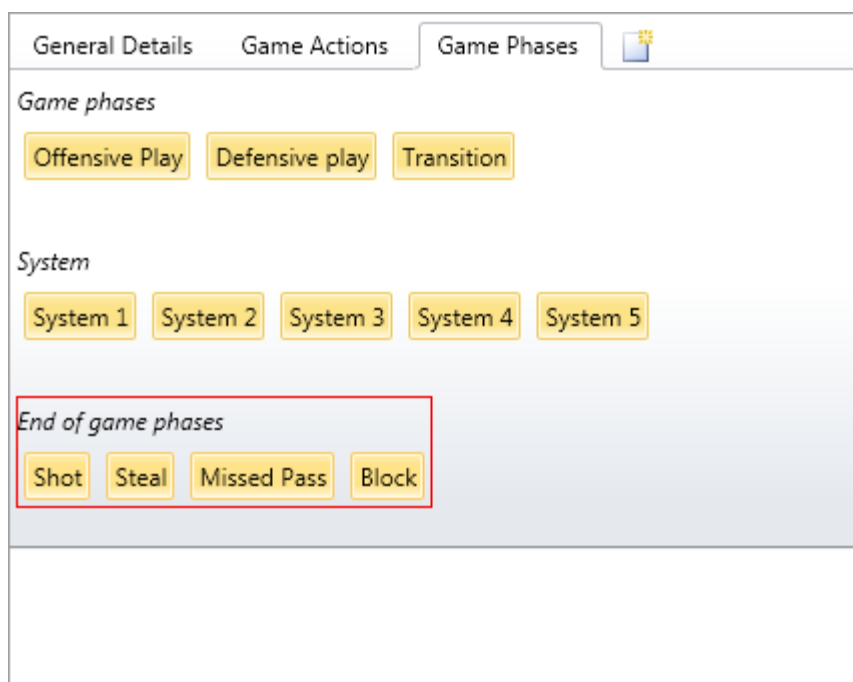 General Details Game Actions Game Phases
Game phases
Offensive Play Defensive play Transition
System
System 1 System 2 System 3 System 4 System 5
End of game phases
Shot Steal Missed Pass Block